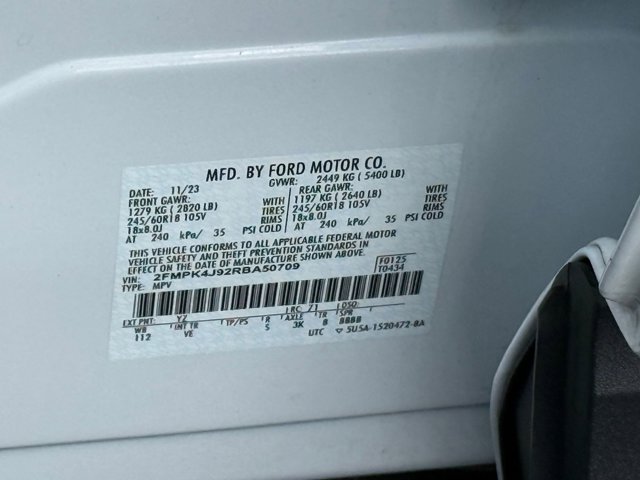 MFD. BY FORD MOTOR CO.
DATE: 11/23 GVWR: 2449 KG ( 5400 LB)
FRONT GAWR: WITH REAR GAWR: WITH
1279 KG ( 2820 LB) TIRES 1197 KG ( 2640 LB) TIRES
245/60R18 105V RIMS 245/60R18 105V RIMS
18x8.0J 18x8.0J
AT 240 kPa/ 35 PSI COLD AT 240 kPa/ 35 PSI COLD
THIS VEHICLE CONFORMS TO ALL APPLICABLE FEDERAL MOTOR
VEHICLE SAFETY AND THEFT PREVENTION STANDARDS IN
EFFECT ON THE DATE OF MANUFACTURE SHOWN ABOVE.
VIN: 2FMPK4J92RBA50709 F0125
TYPE: MPV T0434
EXT PNT: YZ RC: 71 DSO:
WB INT TR TP/PS R AXLE TR SPR
112 VE 5 3K 8 BBBB
UTC 5U5A-1520472-BA